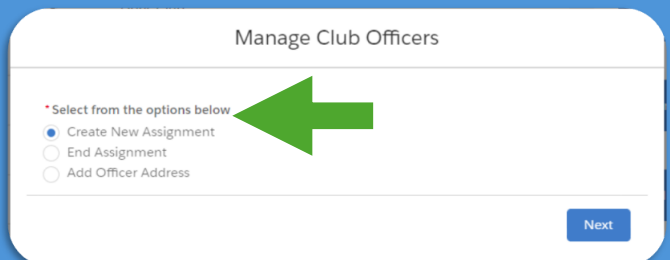 Manage Club Officers
*Select from the options below
Create New Assignment
End Assignment
Add Officer Address
Next